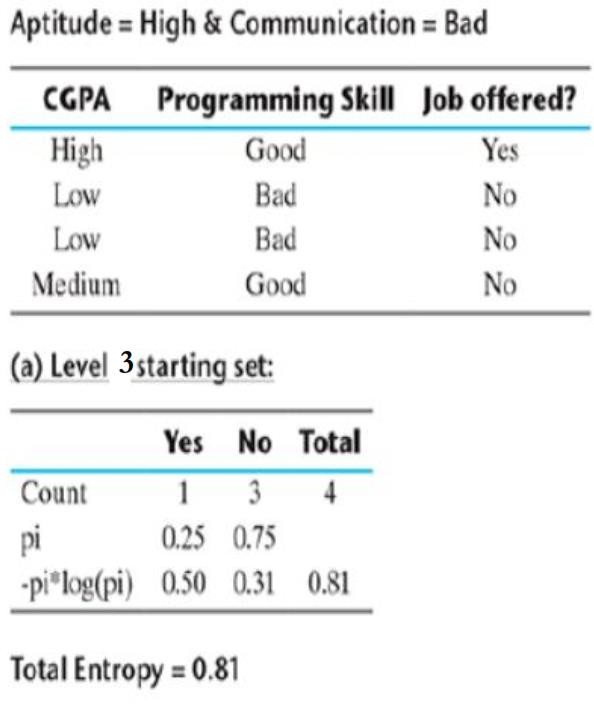 Aptitude = High & Communication = Bad
CGPA Programming Skill Job offered?
High Good Yes
Low Bad No
Low Bad No
Medium Good No
(a) Level 3 starting set:
Yes No Total
Count 1 3 4
pi 0.25 0.75
-pi*log(pi) 0.50 0.31 0.81
Total Entropy = 0.81